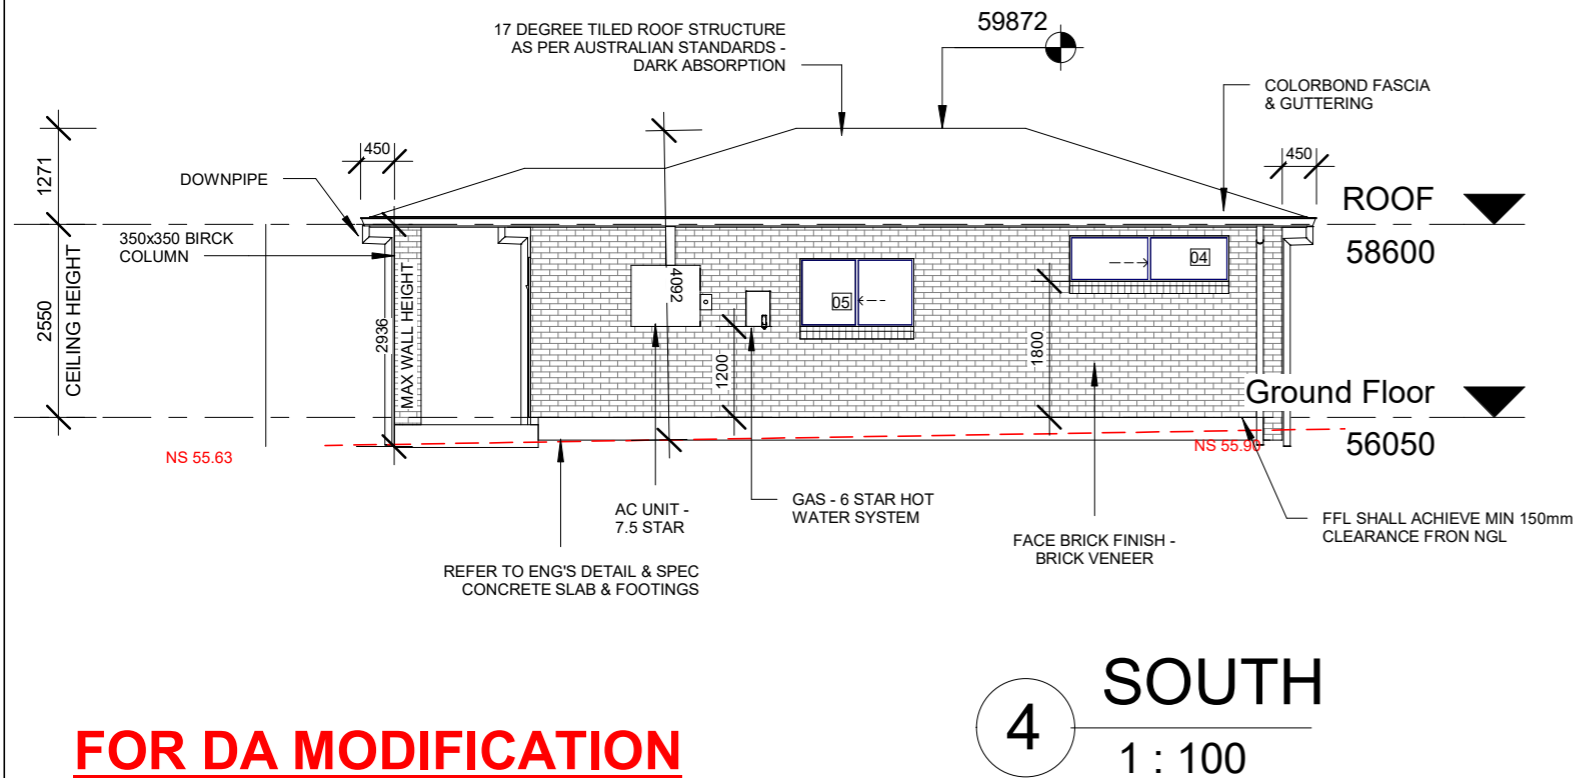 17 DEGREE TILED ROOF STRUCTURE
AS PER AUSTRALIAN STANDARDS -
DARK ABSORPTION
59872
COLORBOND FASCIA
& GUTTERING
1271
450
450
DOWNPIPE
ROOF
58600
350x350 BIRCK
COLUMN
2550
CEILING HEIGHT
2936
MAX WALL HEIGHT
4092
1200
05
04
1800
Ground Floor
56050
NS 55.63
NS 55.90
AC UNIT -
7.5 STAR
GAS - 6 STAR HOT
WATER SYSTEM
FACE BRICK FINISH -
BRICK VENEER
FFL SHALL ACHIEVE MIN 150mm
CLEARANCE FRON NGL
REFER TO ENG'S DETAIL & SPEC
CONCRETE SLAB & FOOTINGS
4
SOUTH
1 : 100
FOR DA MODIFICATION